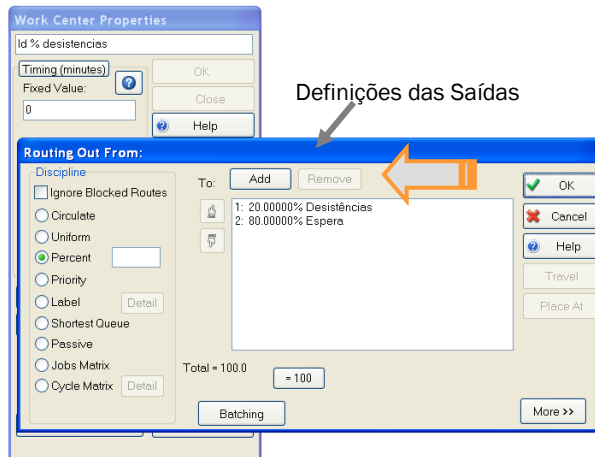 Work Center Properties
Id % desistencias
Timing (minutes)
OK
Fixed Value:
Close
0
Help
Definições das Saídas
Routing Out From:
Discipline
Ignore Blocked Routes
Circulate
Uniform
Percent
Priority
Label
Detail
Shortest Queue
Passive
Jobs Matrix
Cycle Matrix
Detail
To:
Add
Remove
1: 20.00000% Desistências
2: 80.00000% Espera
Total = 100.0
= 100
Batching
OK
Cancel
Help
Travel
Place At
More >>